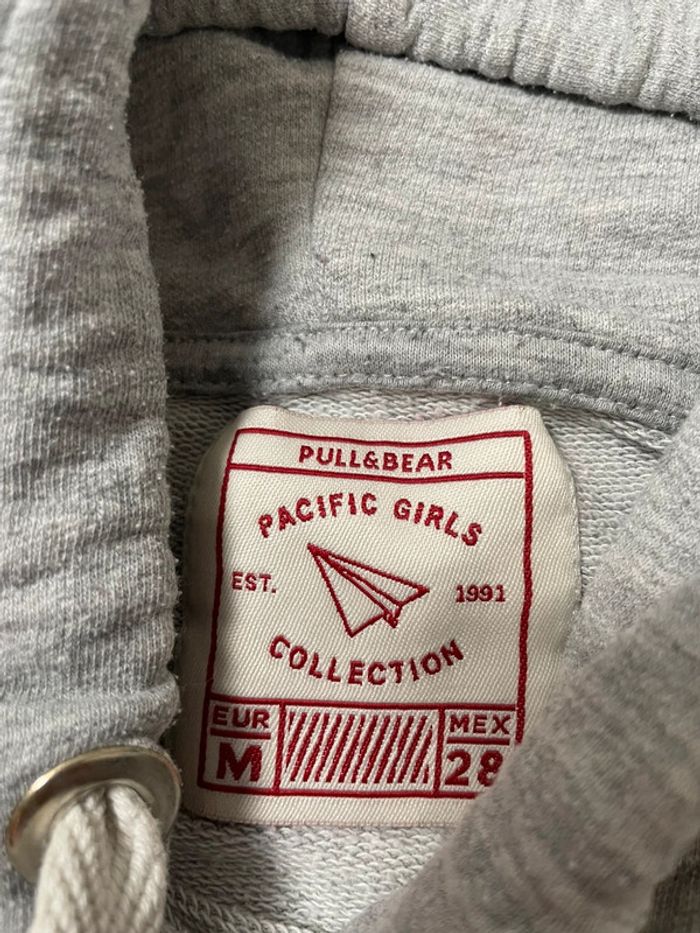 PULL&BEAR
PACIFIC GIRLS
EST. 1991
COLLECTION
EUR MEX
M 28